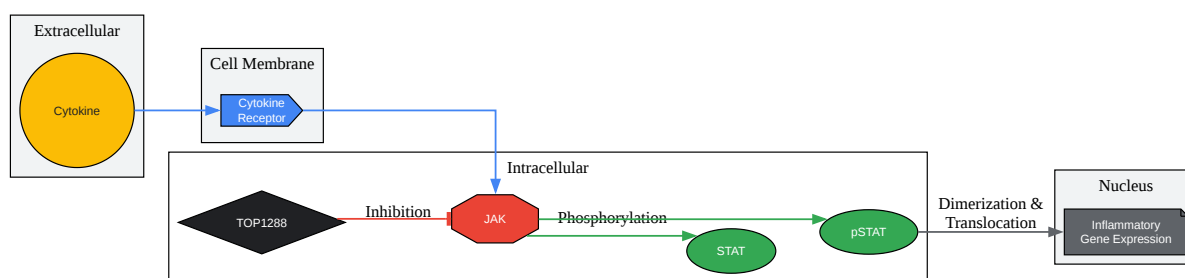 Extracellular
Cytokine
Cell Membrane
Cytokine
Receptor
Intracellular
TOP1288
Inhibition
JAK
Phosphorylation
STAT
pSTAT
Dimerization &
Translocation
Nucleus
Inflammatory
Gene Expression